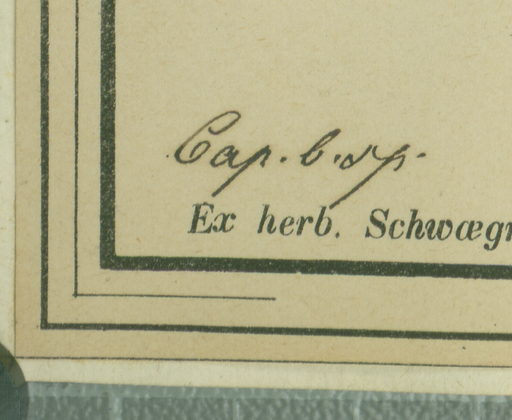 Cap. b. sp.
Ex herb. Schwægr